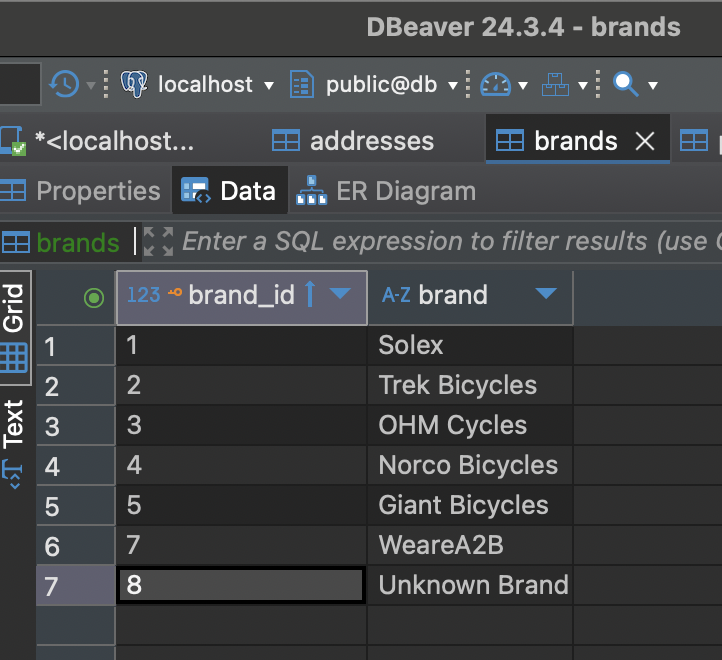 DBeaver 24.3.4 - brands
localhost public@db
*<localhost... addresses brands
Properties Data ER Diagram
brands Enter a SQL expression to filter results (use
Grid
Text
123 brand_id A-Z brand
1 1 Solex
2 2 Trek Bicycles
3 3 OHM Cycles
4 4 Norco Bicycles
5 5 Giant Bicycles
6 7 WeareA2B
7 8 Unknown Brand